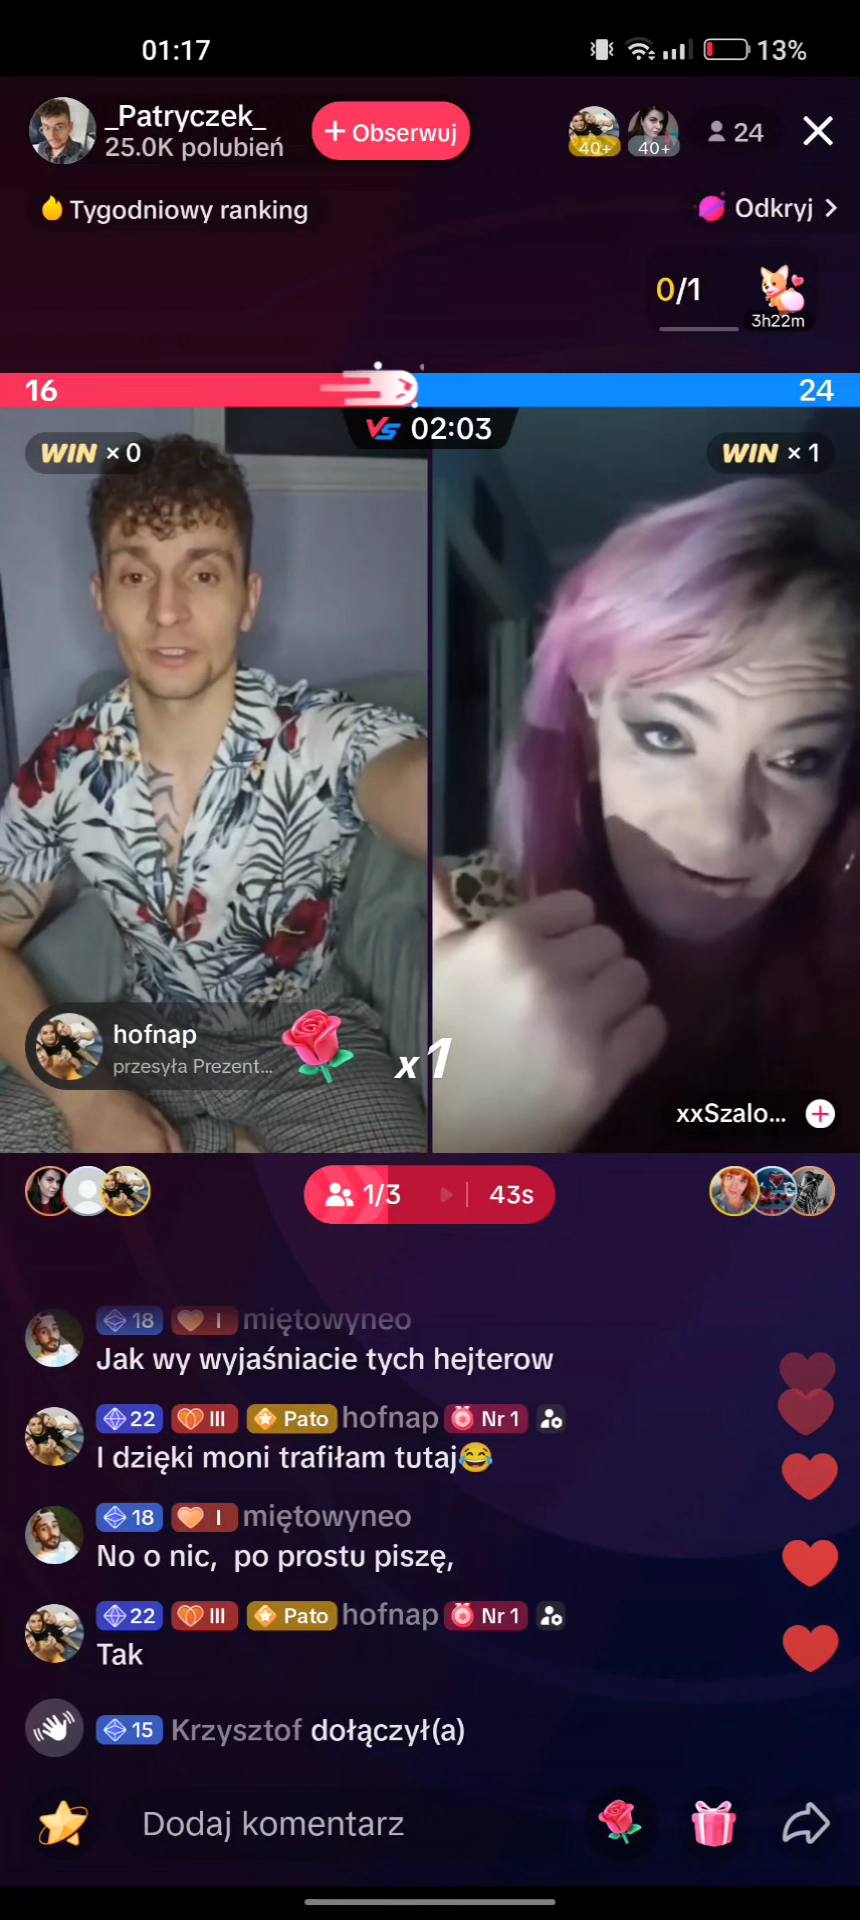 01:17
13%
_Patryczek_
25.0K polubień
+ Obserwuj
40+
40+
24
Tygodniowy ranking
Odkryj >
0/1
3h22m
16
24
VS 02:03
WIN × 0
WIN × 1
hofnap
przesyła Prezent...
x1
xxSzalo...
1/3
43s
18 I miętowyneo
Jak wy wyjaśniacie tych hejterow
22 III Pato hofnap Nr 1
I dzięki moni trafiłam tutaj😂
18 I miętowyneo
No o nic, po prostu piszę,
22 III Pato hofnap Nr 1
Tak
15 Krzysztof dołączył(a)
Dodaj komentarz